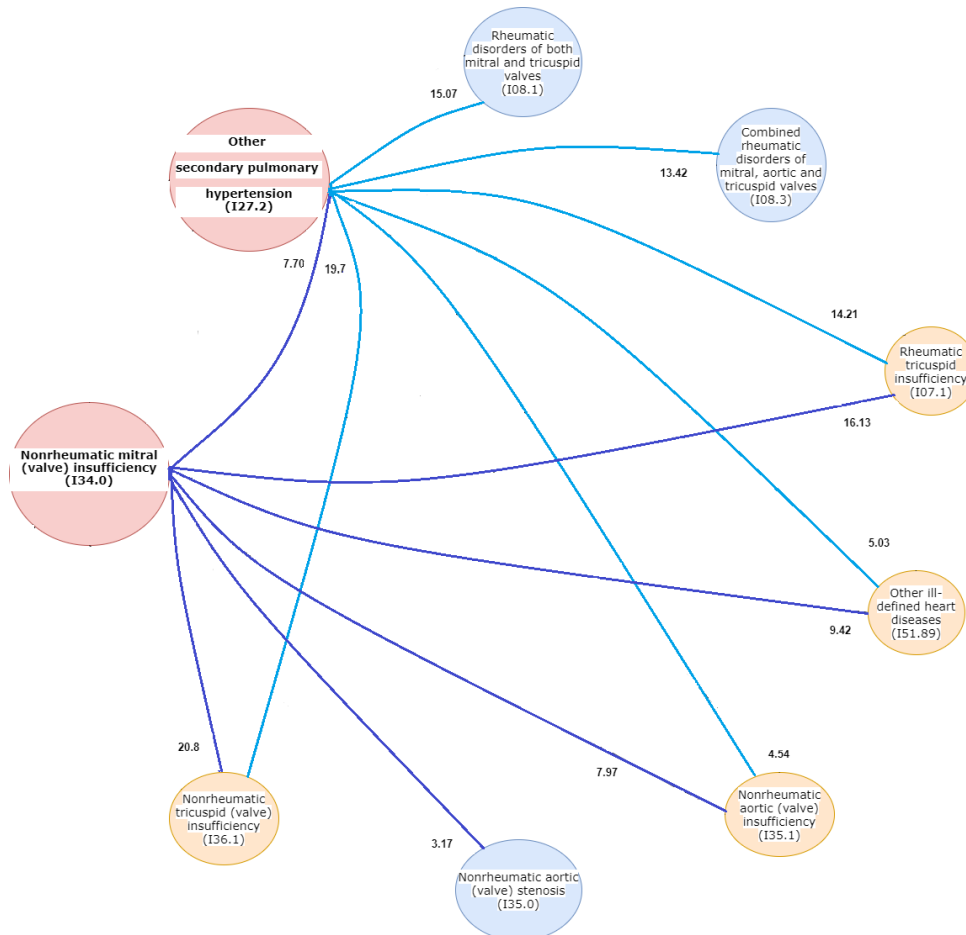 Rheumatic
disorders of both
mitral and tricuspid
valves
(I08.1)
15.07
Other
secondary pulmonary
hypertension
(I27.2)
Combined
rheumatic
disorders of
mitral, aortic and
tricuspid valves
(I08.3)
13.42
7.70
19.7
14.21
Rheumatic
tricuspid
insufficiency
(I07.1)
16.13
Nonrheumatic mitral
(valve) insufficiency
(I34.0)
5.03
Other ill-
defined heart
diseases
(I51.89)
9.42
20.8
7.97
4.54
Nonrheumatic
tricuspid (valve)
insufficiency
(I36.1)
Nonrheumatic
aortic (valve)
insufficiency
(I35.1)
3.17
Nonrheumatic aortic
(valve) stenosis
(I35.0)